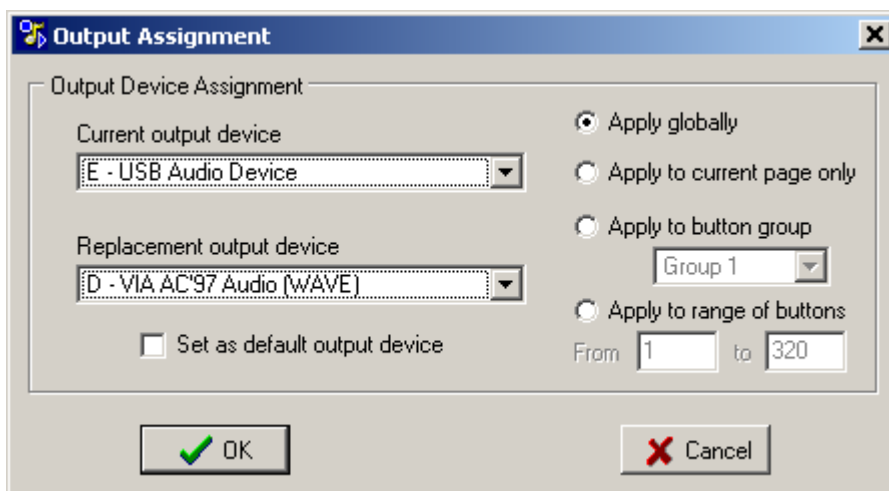 Output Assignment
Output Device Assignment
Current output device
E - USB Audio Device
Replacement output device
D - VIA AC'97 Audio (WAVE)
Set as default output device
Apply globally
Apply to current page only
Apply to button group
Group 1
Apply to range of buttons
From 1 to 320
OK
Cancel